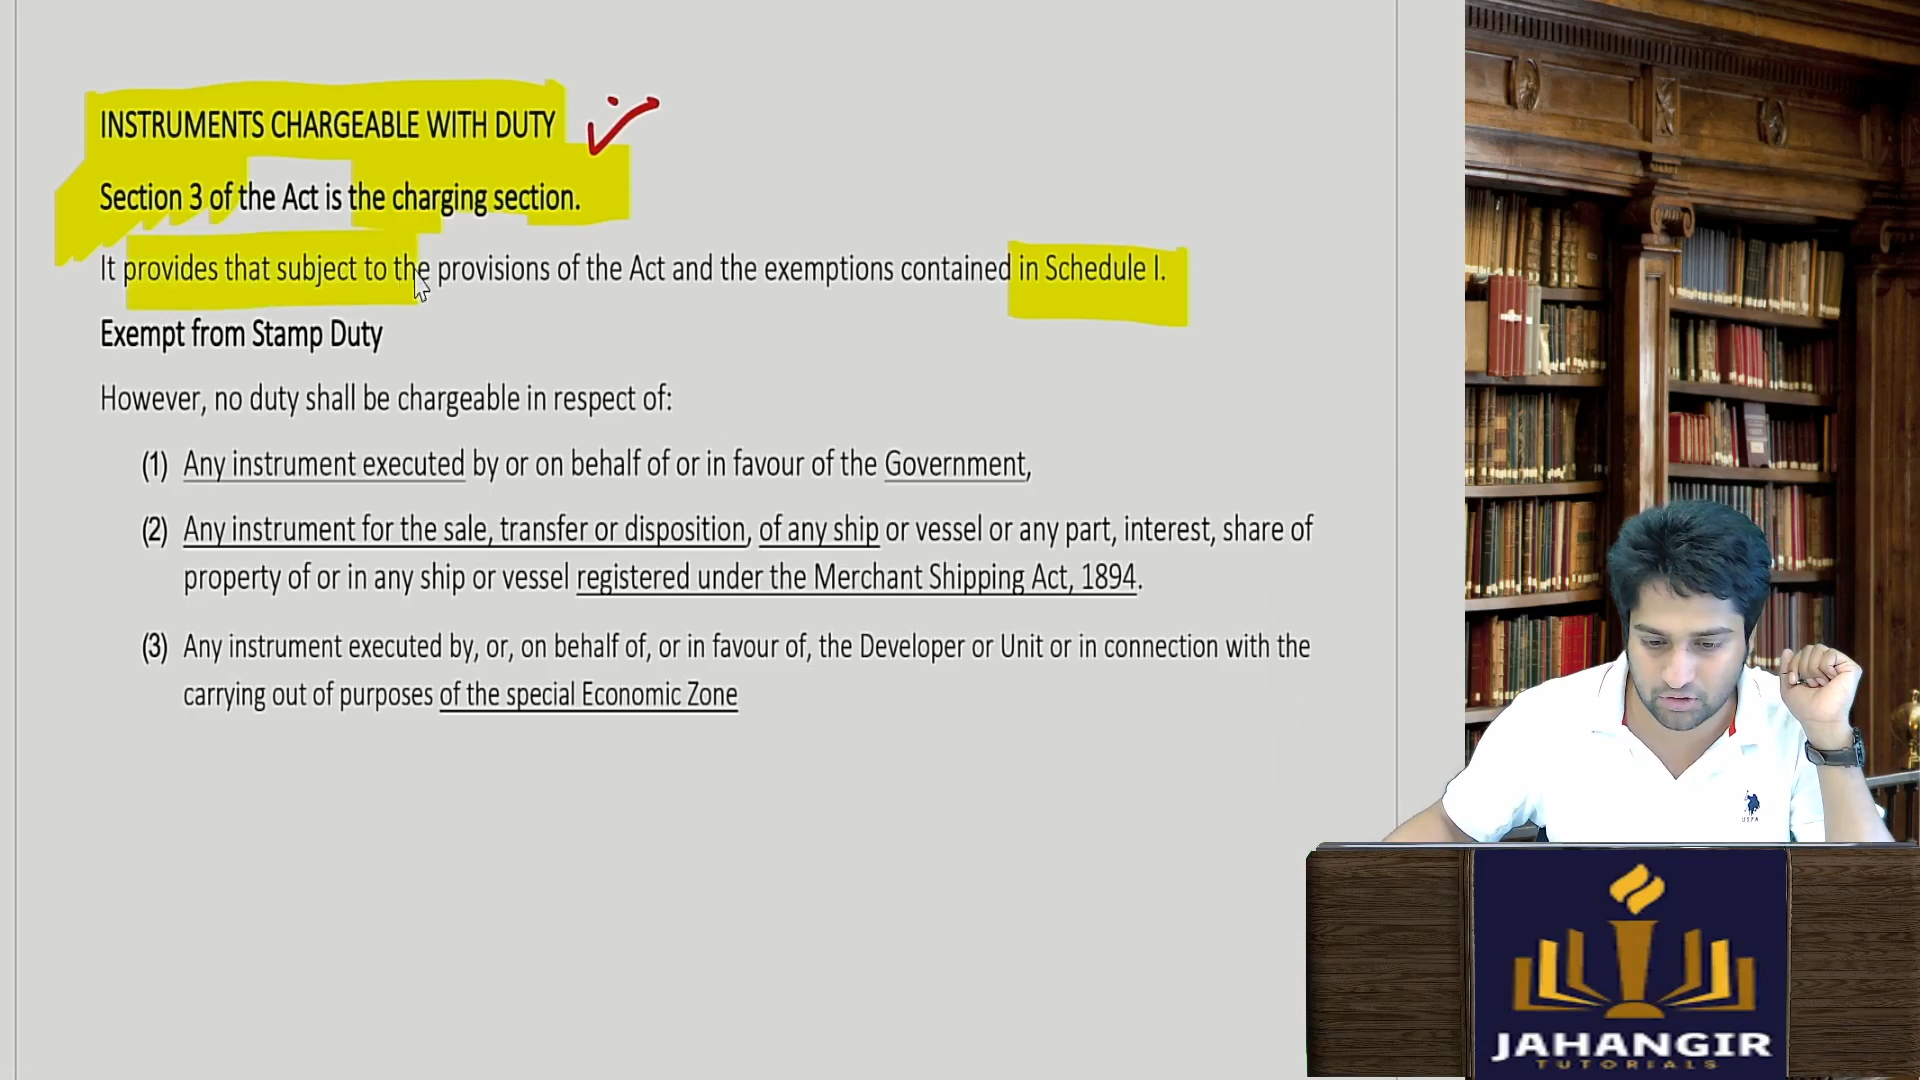 INSTRUMENTS CHARGEABLE WITH DUTY
Section 3 of the Act is the charging section.
It provides that subject to the provisions of the Act and the exemptions contained in Schedule I.
Exempt from Stamp Duty
However, no duty shall be chargeable in respect of:
(1) Any instrument executed by or on behalf of or in favour of the Government,
(2) Any instrument for the sale, transfer or disposition, of any ship or vessel or any part, interest, share of
property of or in any ship or vessel registered under the Merchant Shipping Act, 1894.
(3) Any instrument executed by, or, on behalf of, or in favour of, the Developer or Unit or in connection with the
carrying out of purposes of the special Economic Zone
USPA
JAHANGIR
TUTORIALS